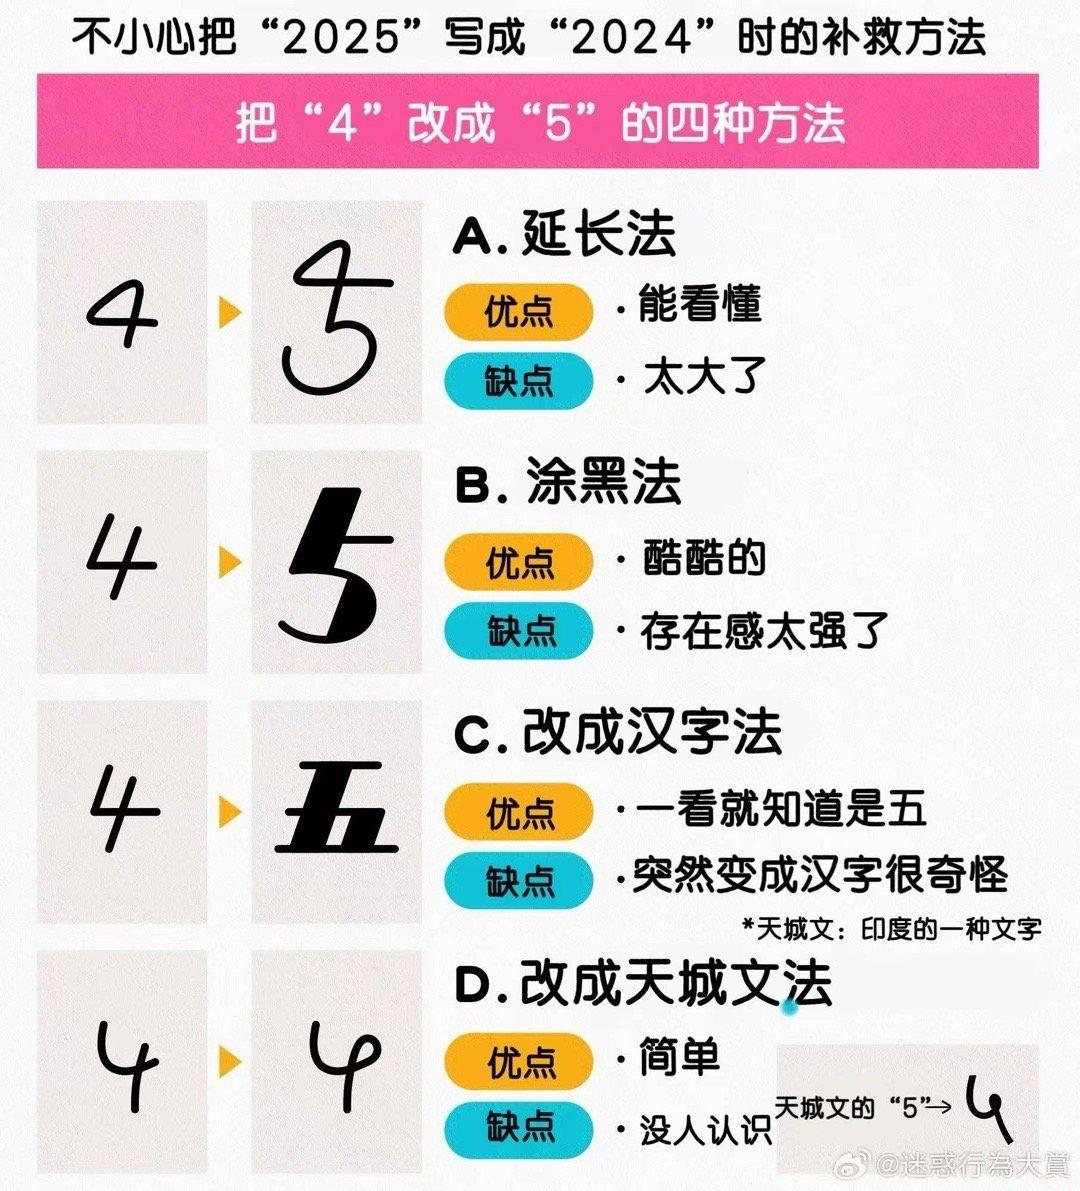 不小心把“2025”写成“2024”时的补救方法
把“4”改成“5”的四种方法
4
5
A. 延长法
优点
·能看懂
缺点
·太大了
4
5
B. 涂黑法
优点
·酷酷的
缺点
·存在感太强了
4
五
C. 改成汉字法
优点
·一看就知道是五
缺点
·突然变成汉字很奇怪
*天城文：印度的一种文字
4
५
D. 改成天城文法
优点
·简单
缺点
·没人认识
天城文的“5”→ ५
@迷惑行為大賞